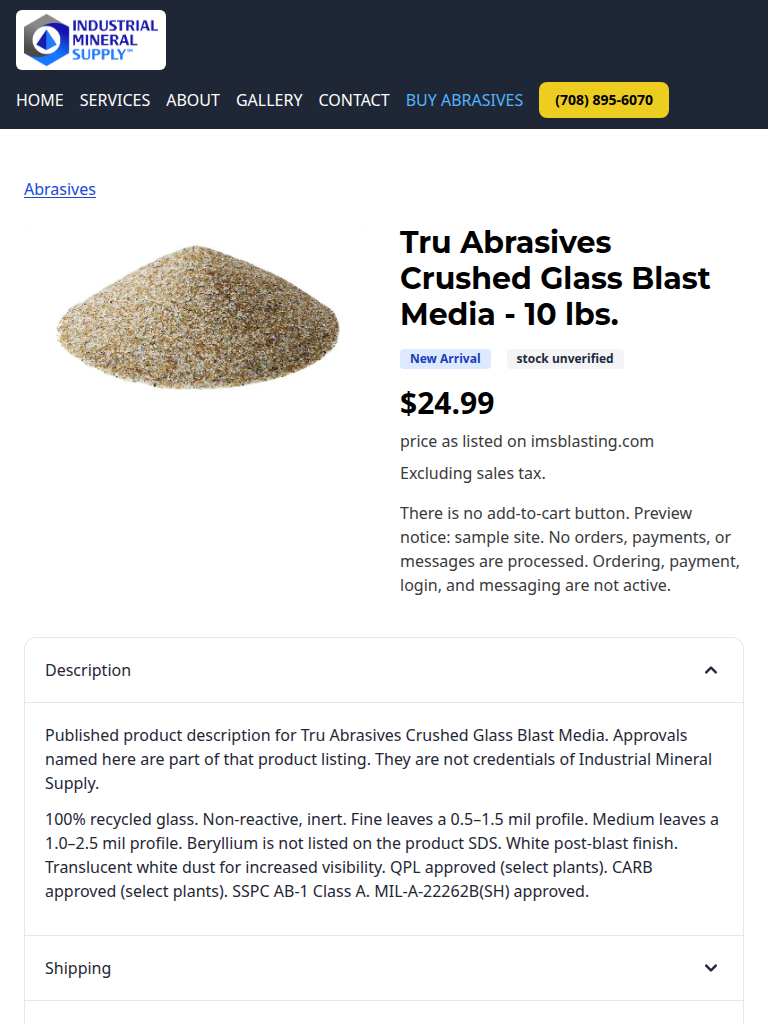 INDUSTRIAL
MINERAL
SUPPLY™
HOME SERVICES ABOUT GALLERY CONTACT BUY ABRASIVES (708) 895-6070
Abrasives
Tru Abrasives
Crushed Glass Blast
Media - 10 lbs.
New Arrival stock unverified
$24.99
price as listed on imsblasting.com
Excluding sales tax.
There is no add-to-cart button. Preview
notice: sample site. No orders, payments, or
messages are processed. Ordering, payment,
login, and messaging are not active.
Description
Published product description for Tru Abrasives Crushed Glass Blast Media. Approvals
named here are part of that product listing. They are not credentials of Industrial Mineral
Supply.
100% recycled glass. Non-reactive, inert. Fine leaves a 0.5–1.5 mil profile. Medium leaves a
1.0–2.5 mil profile. Beryllium is not listed on the product SDS. White post-blast finish.
Translucent white dust for increased visibility. QPL approved (select plants). CARB
approved (select plants). SSPC AB-1 Class A. MIL-A-22262B(SH) approved.
Shipping